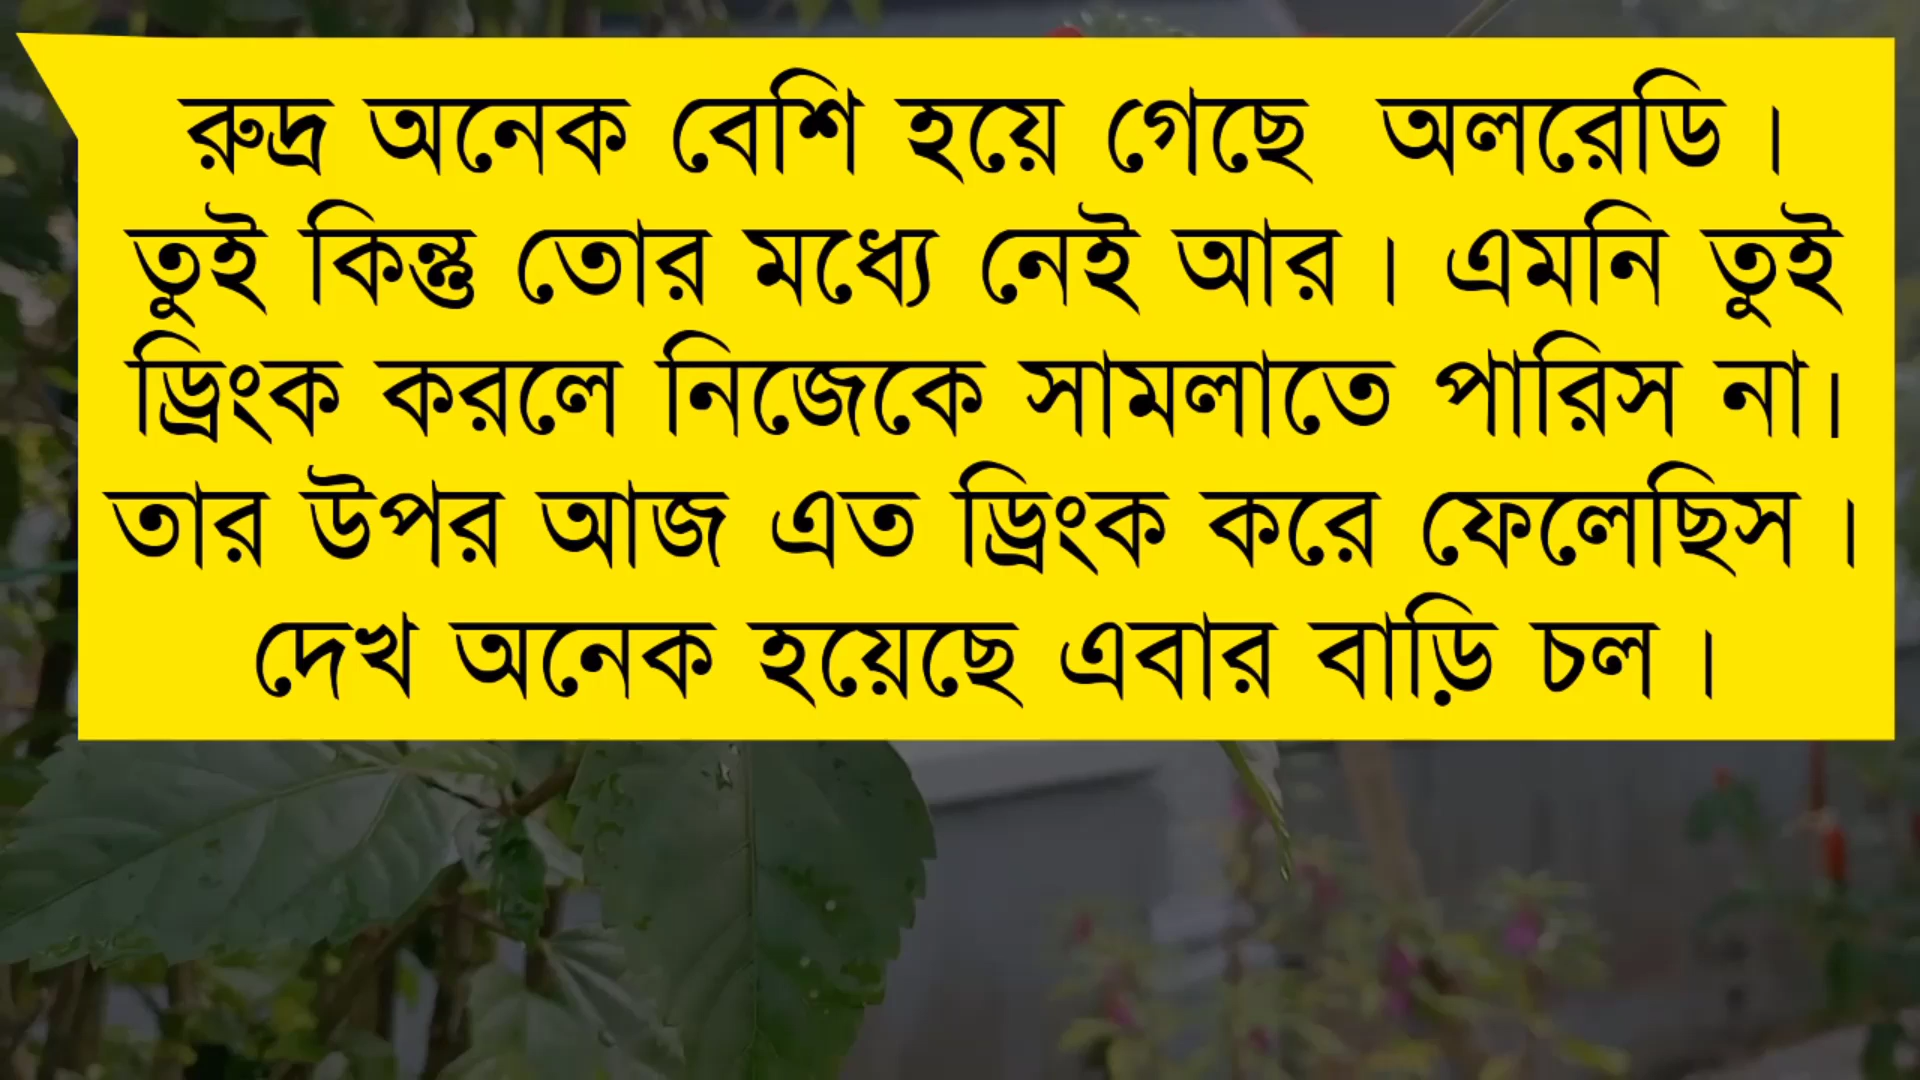 রুদ্র অনেক বেশি হয়ে গেছে  অলরেডি ।
তুই কিন্তু তোর মধ্যে নেই আর । এমনি তুই
ড্রিংক করলে নিজেকে সামলাতে পারিস না।
তার উপর আজ এত ড্রিংক করে ফেলেছিস ।
দেখ অনেক হয়েছে এবার বাড়ি চল ।